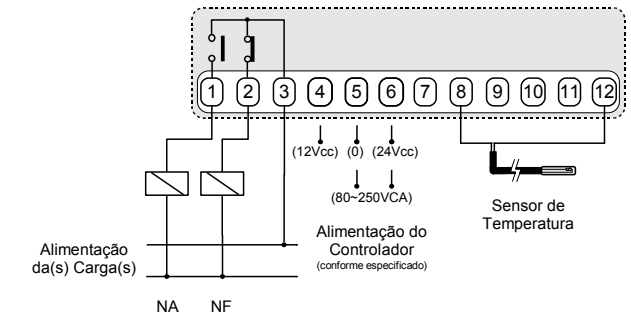 1 2 3 4 5 6 7 8 9 10 11 12
(12Vcc) (0) (24Vcc)
(80~250VCA)
Sensor de
Temperatura
Alimentação do
Controlador
(conforme especificado)
Alimentação
da(s) Carga(s)
NA NF